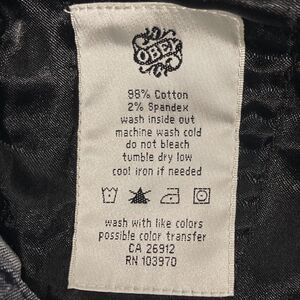 OBEY
98% Cotton
2% Spandex
wash inside out
machine wash cold
do not bleach
tumble dry low
cool iron if needed
wash with like colors
possible color transfer
CA 26912
RN 103970